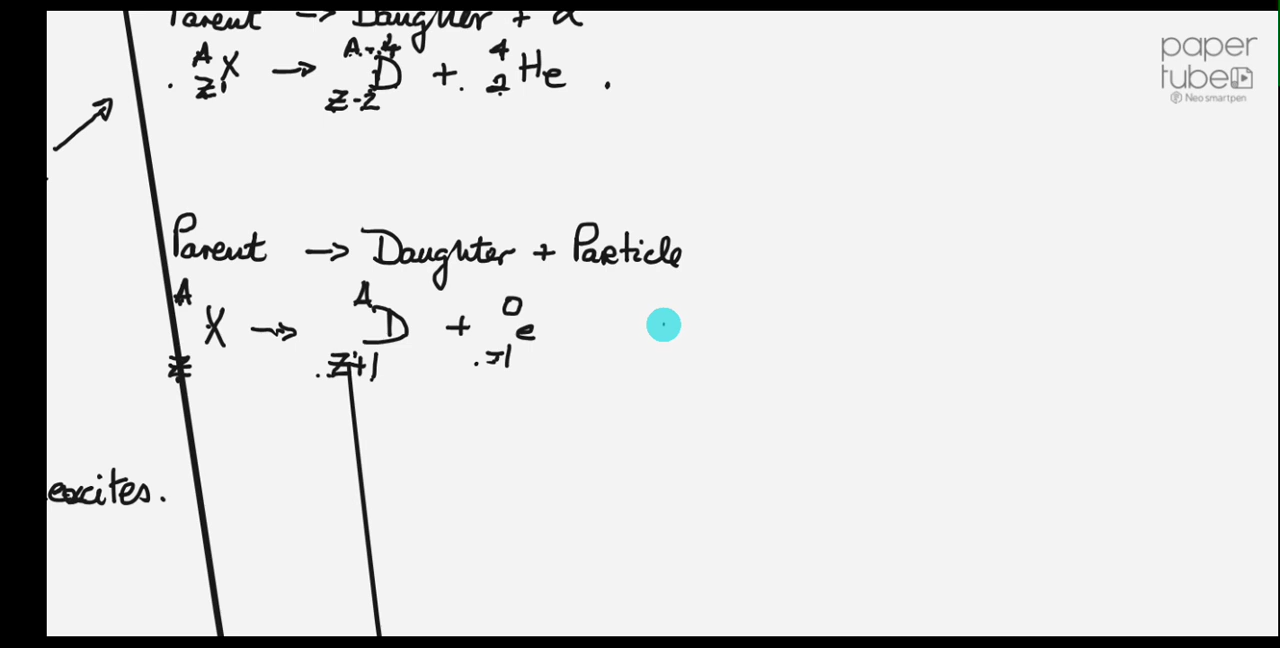 Parent → Daughter + α
paper
tube
Neo smartpen
A
Z X → A-4
Z-2 D + 4
2 He .
Parent → Daughter + Particle
A
Z X → A
Z+1 D + 0
-1 e
excites.